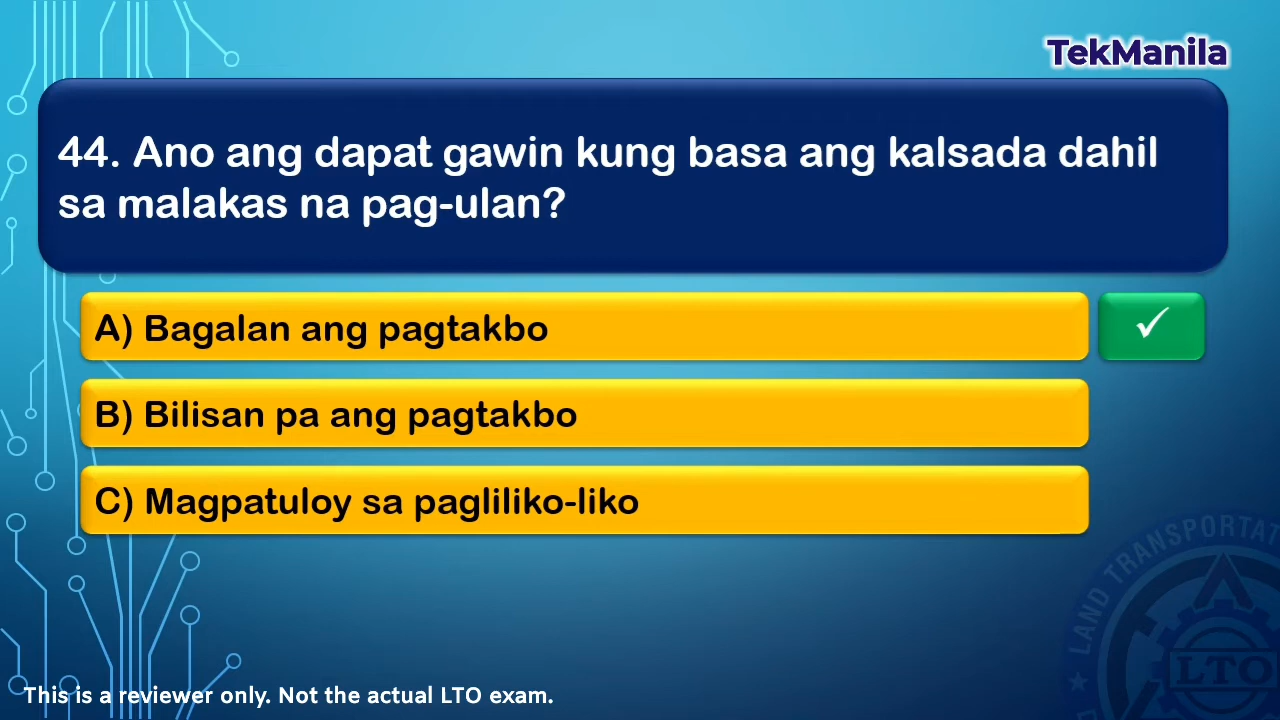 TekManila
44. Ano ang dapat gawin kung basa ang kalsada dahil
sa malakas na pag-ulan?
A) Bagalan ang pagtakbo
✓
B) Bilisan pa ang pagtakbo
C) Magpatuloy sa pagliliko-liko
LAND TRANSPORTAT
LTO
This is a reviewer only. Not the actual LTO exam.